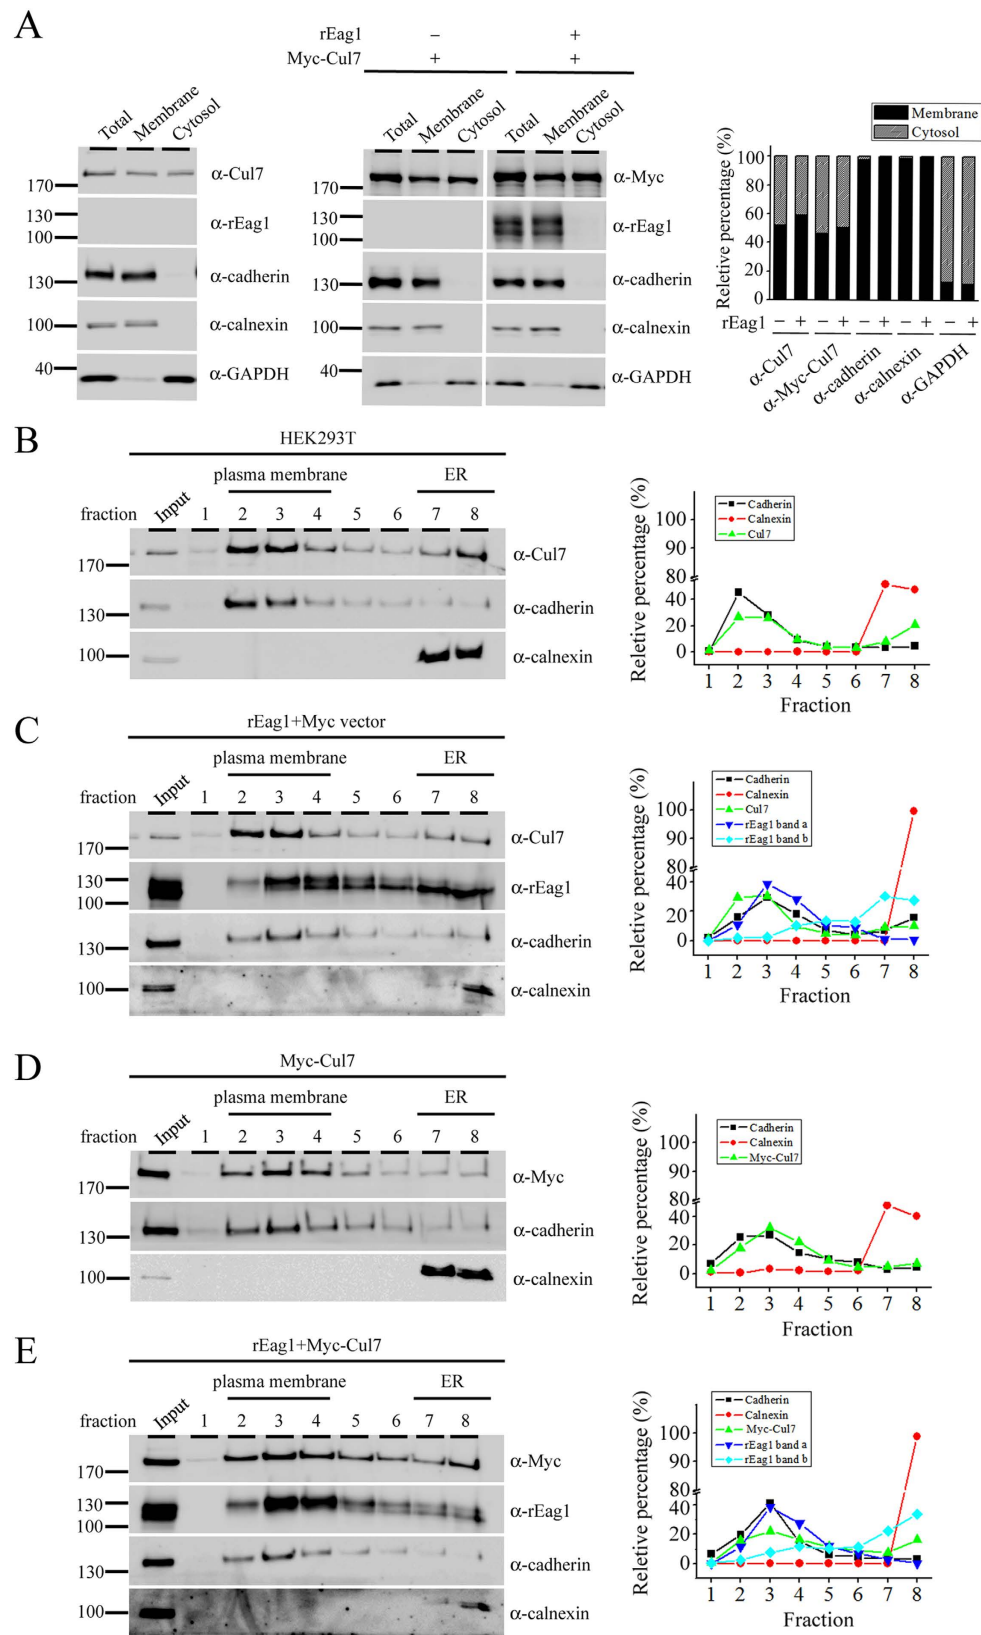 A
rEag1 – +
Myc-Cul7 + +
Total Membrane Cytosol
170
α-Cul7
130
100
α-rEag1
130
α-cadherin
100
α-calnexin
40
α-GAPDH
Total Membrane Cytosol Total Membrane Cytosol
170
α-Myc
130
100
α-rEag1
130
α-cadherin
100
α-calnexin
40
α-GAPDH
Membrane
Cytosol
Reletive percentage (%)
100
80
60
40
20
0
rEag1 – + – + – + – + – +
α-Cul7
α-Myc-Cul7
α-cadherin
α-calnexin
α-GAPDH
B
HEK293T
plasma membrane ER
fraction Input 1 2 3 4 5 6 7 8
170
α-Cul7
130
α-cadherin
100
α-calnexin
Cadherin
Calnexin
Cul7
Reletive percentage (%)
100
90
80
40
20
0
1 2 3 4 5 6 7 8
Fraction
C
rEag1+Myc vector
plasma membrane ER
fraction Input 1 2 3 4 5 6 7 8
170
α-Cul7
130
100
α-rEag1
130
α-cadherin
100
α-calnexin
Cadherin
Calnexin
Cul7
rEag1 band a
rEag1 band b
Reletive percentage (%)
100
90
80
40
20
0
1 2 3 4 5 6 7 8
Fraction
D
Myc-Cul7
plasma membrane ER
fraction Input 1 2 3 4 5 6 7 8
170
α-Myc
130
α-cadherin
100
α-calnexin
Cadherin
Calnexin
Myc-Cul7
Reletive percentage (%)
100
90
80
40
20
0
1 2 3 4 5 6 7 8
Fraction
E
rEag1+Myc-Cul7
plasma membrane ER
fraction Input 1 2 3 4 5 6 7 8
170
α-Myc
130
100
α-rEag1
130
α-cadherin
100
α-calnexin
Cadherin
Calnexin
Myc-Cul7
rEag1 band a
rEag1 band b
Reletive percentage (%)
100
90
80
40
20
0
1 2 3 4 5 6 7 8
Fraction